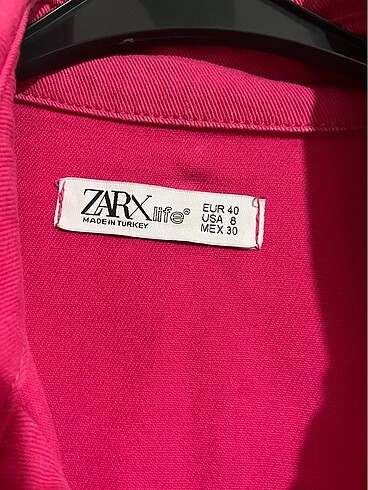 ZARX life®
MADE IN TURKEY
EUR 40
USA 8
MEX 30